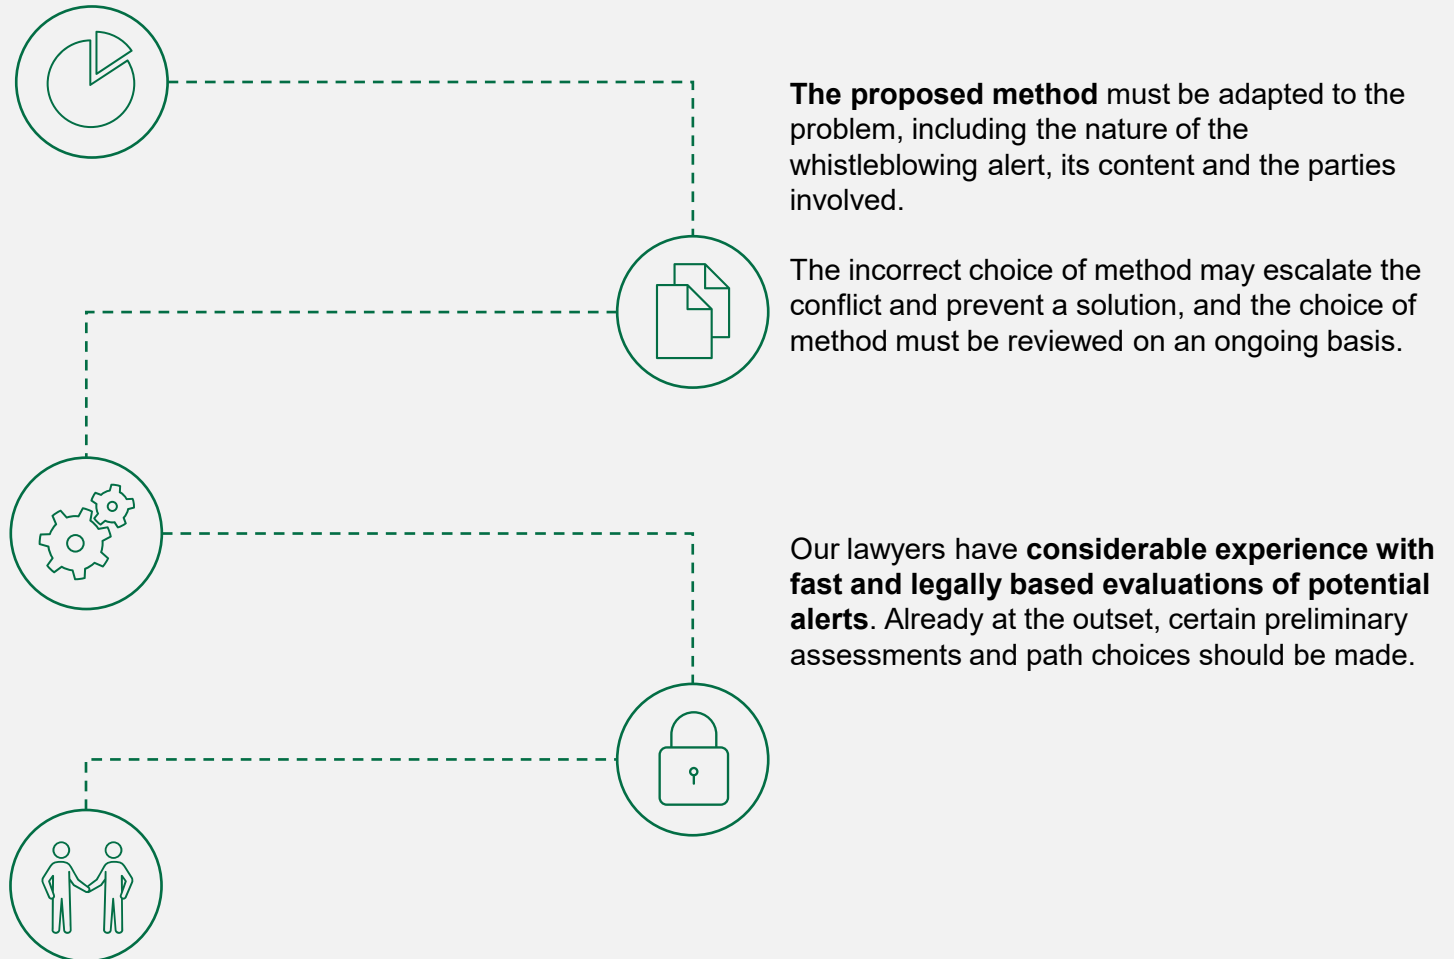 The proposed method must be adapted to the
problem, including the nature of the
whistleblowing alert, its content and the parties
involved.
The incorrect choice of method may escalate the
conflict and prevent a solution, and the choice of
method must be reviewed on an ongoing basis.
Our lawyers have considerable experience with
fast and legally based evaluations of potential
alerts. Already at the outset, certain preliminary
assessments and path choices should be made.